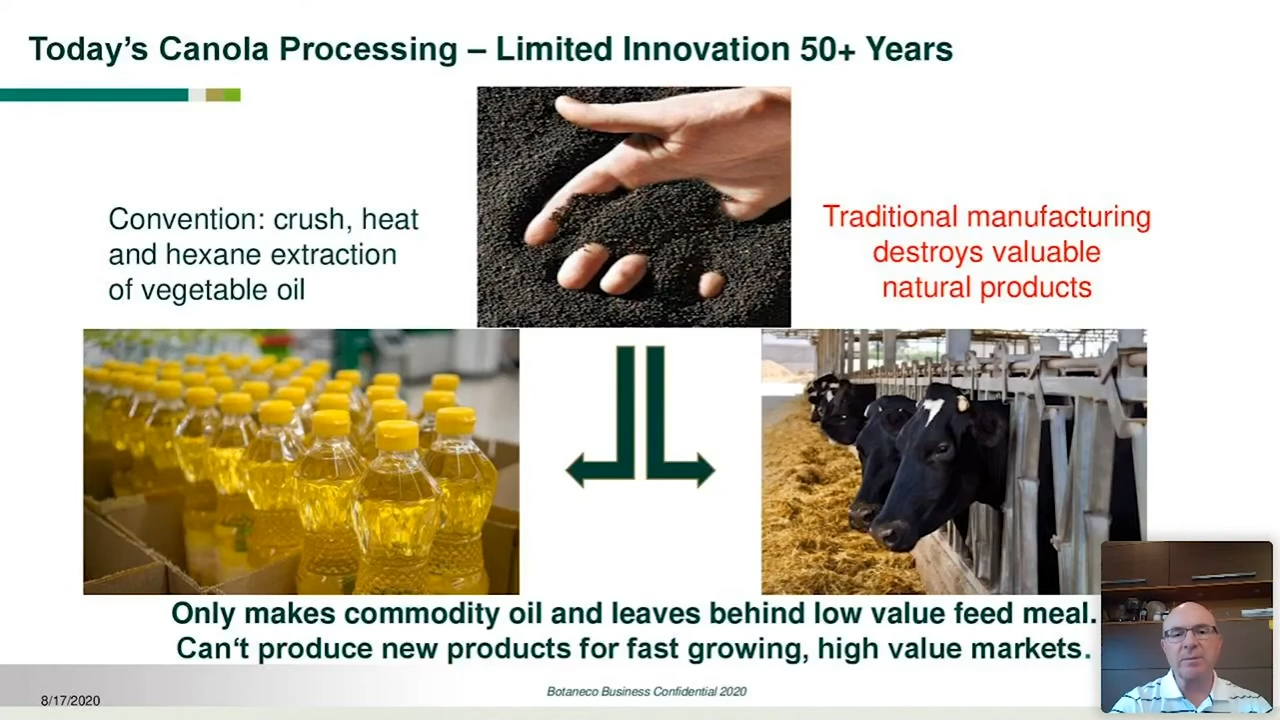 Today's Canola Processing – Limited Innovation 50+ Years
Convention: crush, heat
and hexane extraction
of vegetable oil
Traditional manufacturing
destroys valuable
natural products
Only makes commodity oil and leaves behind low value feed meal.
Can‘t produce new products for fast growing, high value markets.
8/17/2020
Botaneco Business Confidential 2020